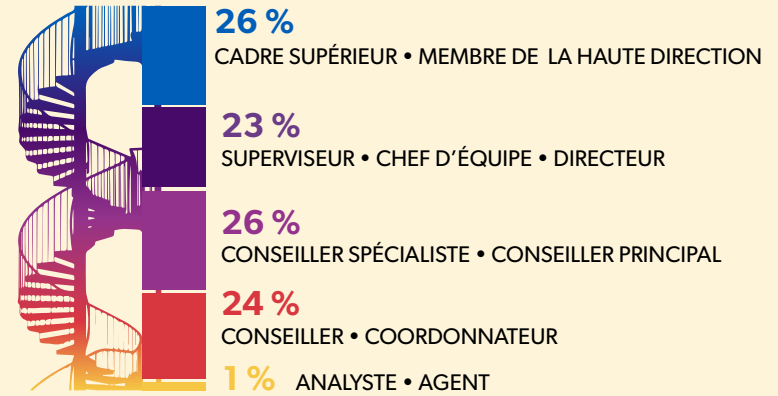 26 %
CADRE SUPÉRIEUR • MEMBRE DE LA HAUTE DIRECTION
23 %
SUPERVISEUR • CHEF D'ÉQUIPE • DIRECTEUR
26 %
CONSEILLER SPÉCIALISTE • CONSEILLER PRINCIPAL
24 %
CONSEILLER • COORDONNATEUR
1 % ANALYSTE • AGENT